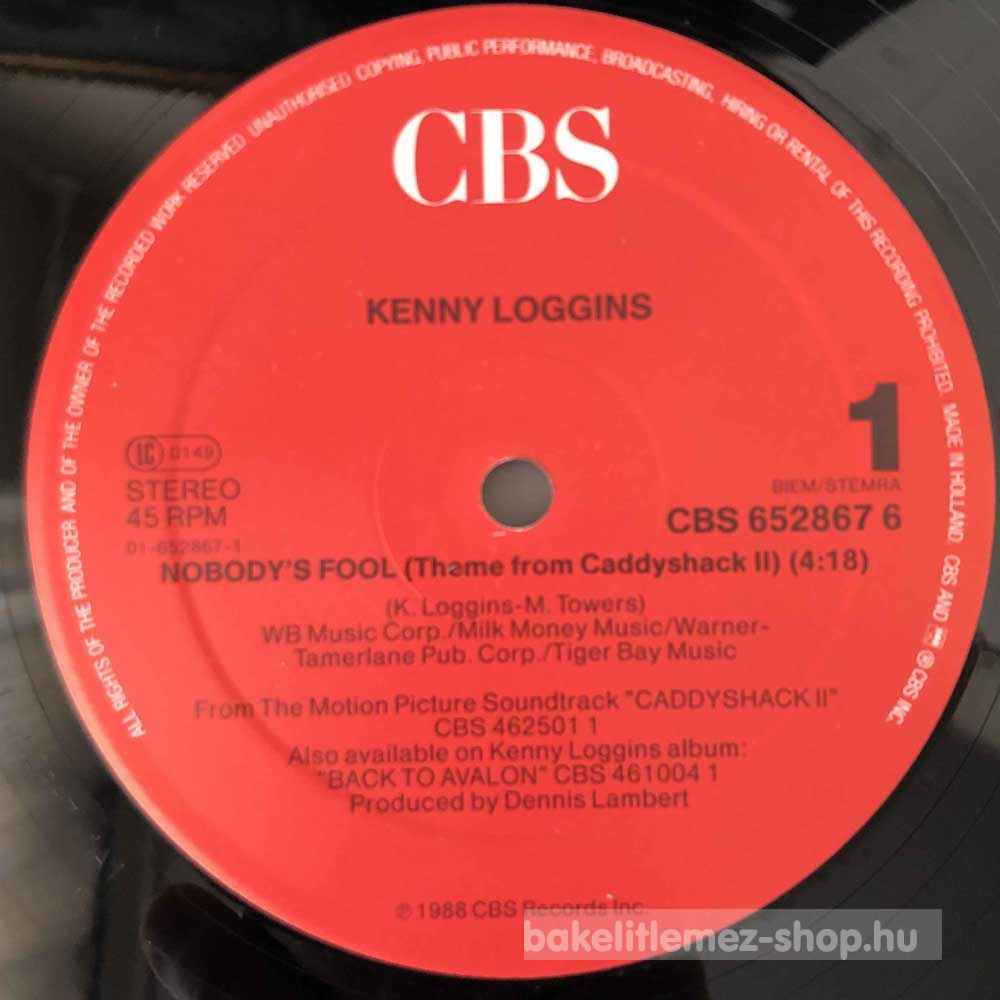 ALL RIGHTS OF THE PRODUCER AND OF THE OWNER OF THE RECORDED WORK RESERVED. UNAUTHORISED COPYING, PUBLIC PERFORMANCE, BROADCASTING, HIRING OR RENTAL OF THIS RECORDING PROHIBITED. MADE IN HOLLAND. CBS AND ℗ CBS INC.
CBS
KENNY LOGGINS
1
LC 0149
STEREO
45 RPM
01-652867-1
BIEM/STEMRA
CBS 652867 6
NOBODY'S FOOL (Theme from Caddyshack II) (4:18)
(K. Loggins-M. Towers)
WB Music Corp./Milk Money Music/Warner-
Tamerlane Pub. Corp./Tiger Bay Music
From The Motion Picture Soundtrack "CADDYSHACK II"
CBS 462501 1
Also available on Kenny Loggins album:
"BACK TO AVALON" CBS 461004 1
Produced by Dennis Lambert
℗ 1988 CBS Records Inc.
bakelitlemez-shop.hu